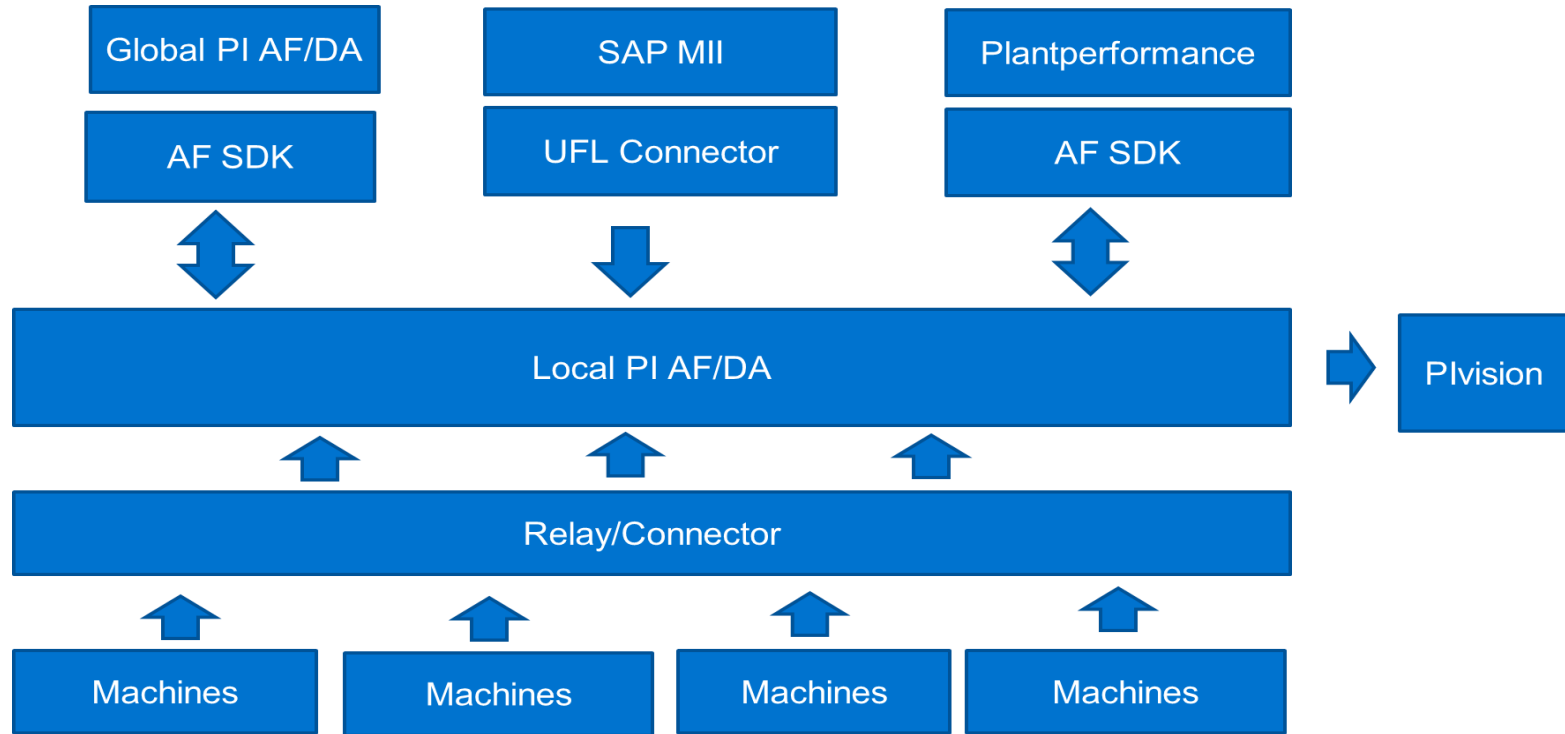 Global PI AF/DA
SAP MII
Plantperformance
AF SDK
UFL Connector
AF SDK
Local PI AF/DA
PIvision
Relay/Connector
Machines
Machines
Machines
Machines